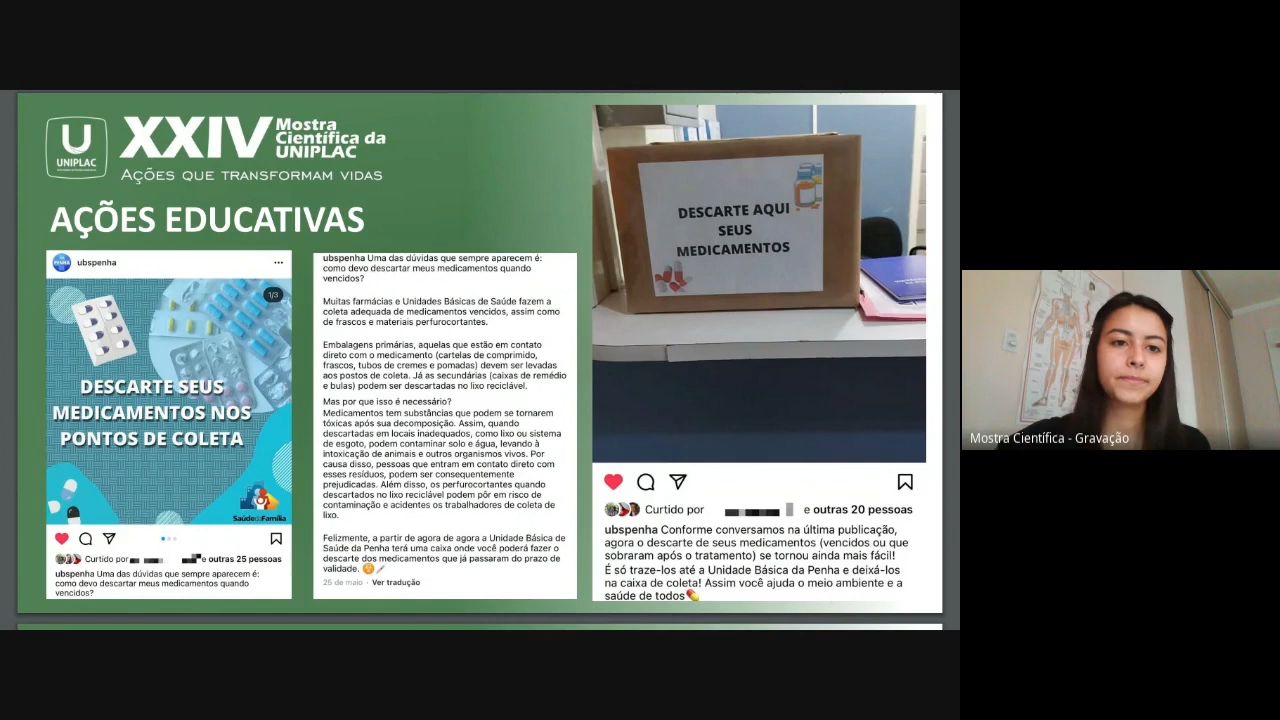 U
UNIPLAC
XXIV Mostra
Científica da
UNIPLAC
AÇÕES QUE TRANSFORMAM VIDAS
AÇÕES EDUCATIVAS
ubspenha
1/3
DESCARTE SEUS
MEDICAMENTOS NOS
PONTOS DE COLETA
SaúdedaFamília
Curtido por e outras 25 pessoas
ubspenha Uma das dúvidas que sempre aparecem é:
como devo descartar meus medicamentos quando
vencidos?
ubspenha Uma das dúvidas que sempre aparecem é:
como devo descartar meus medicamentos quando
vencidos?
Muitas farmácias e Unidades Básicas de Saúde fazem a
coleta adequada de medicamentos vencidos, assim como
de frascos e materiais perfurocortantes.
Embalagens primárias, aquelas que estão em contato
direto com o medicamento (cartelas de comprimido,
frascos, tubos de cremes e pomadas) devem ser levadas
aos postos de coleta. Já as secundárias (caixas de remédio
e bulas) podem ser descartadas no lixo reciclável.
Mas por que isso é necessário?
Medicamentos tem substâncias que podem se tornarem
tóxicas após sua decomposição. Assim, quando
descartadas em locais inadequados, como lixo ou sistema
de esgoto, podem contaminar solo e água, levando à
intoxicação de animais e outros organismos vivos. Por
causa disso, pessoas que entram em contato direto com
esses resíduos, podem ser consequentemente
prejudicadas. Além disso, os perfurocortantes quando
descartados no lixo reciclável podem pôr em risco de
contaminação e acidentes os trabalhadores de coleta de
lixo.
Felizmente, a partir de agora de agora a Unidade Básica de
Saúde da Penha terá uma caixa onde você poderá fazer o
descarte dos medicamentos que já passaram do prazo de
validade.
25 de maio · Ver tradução
DESCARTE AQUI
SEUS
MEDICAMENTOS
Curtido por e outras 20 pessoas
ubspenha Conforme conversamos na última publicação,
agora o descarte de seus medicamentos (vencidos ou que
sobraram após o tratamento) se tornou ainda mais fácil!
É só traze-los até a Unidade Básica da Penha e deixá-los
na caixa de coleta! Assim você ajuda o meio ambiente e a
saúde de todos
Mostra Científica - Gravação